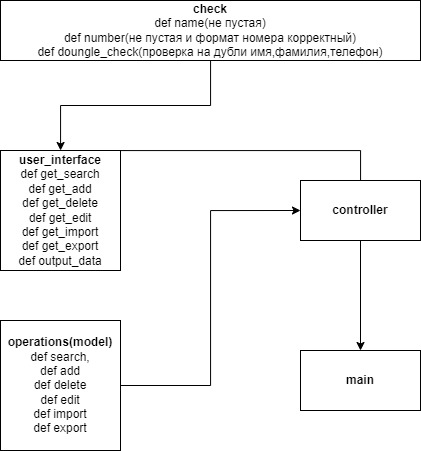 check
def name(не пустая)
def number(не пустая и формат номера корректный)
def doungle_check(проверка на дубли имя,фамилия,телефон)
user_interface
def get_search
def get_add
def get_delete
def get_edit
def get_import
def get_export
def output_data
controller
operations(model)
def search,
def add
def delete
def edit
def import
def export
main